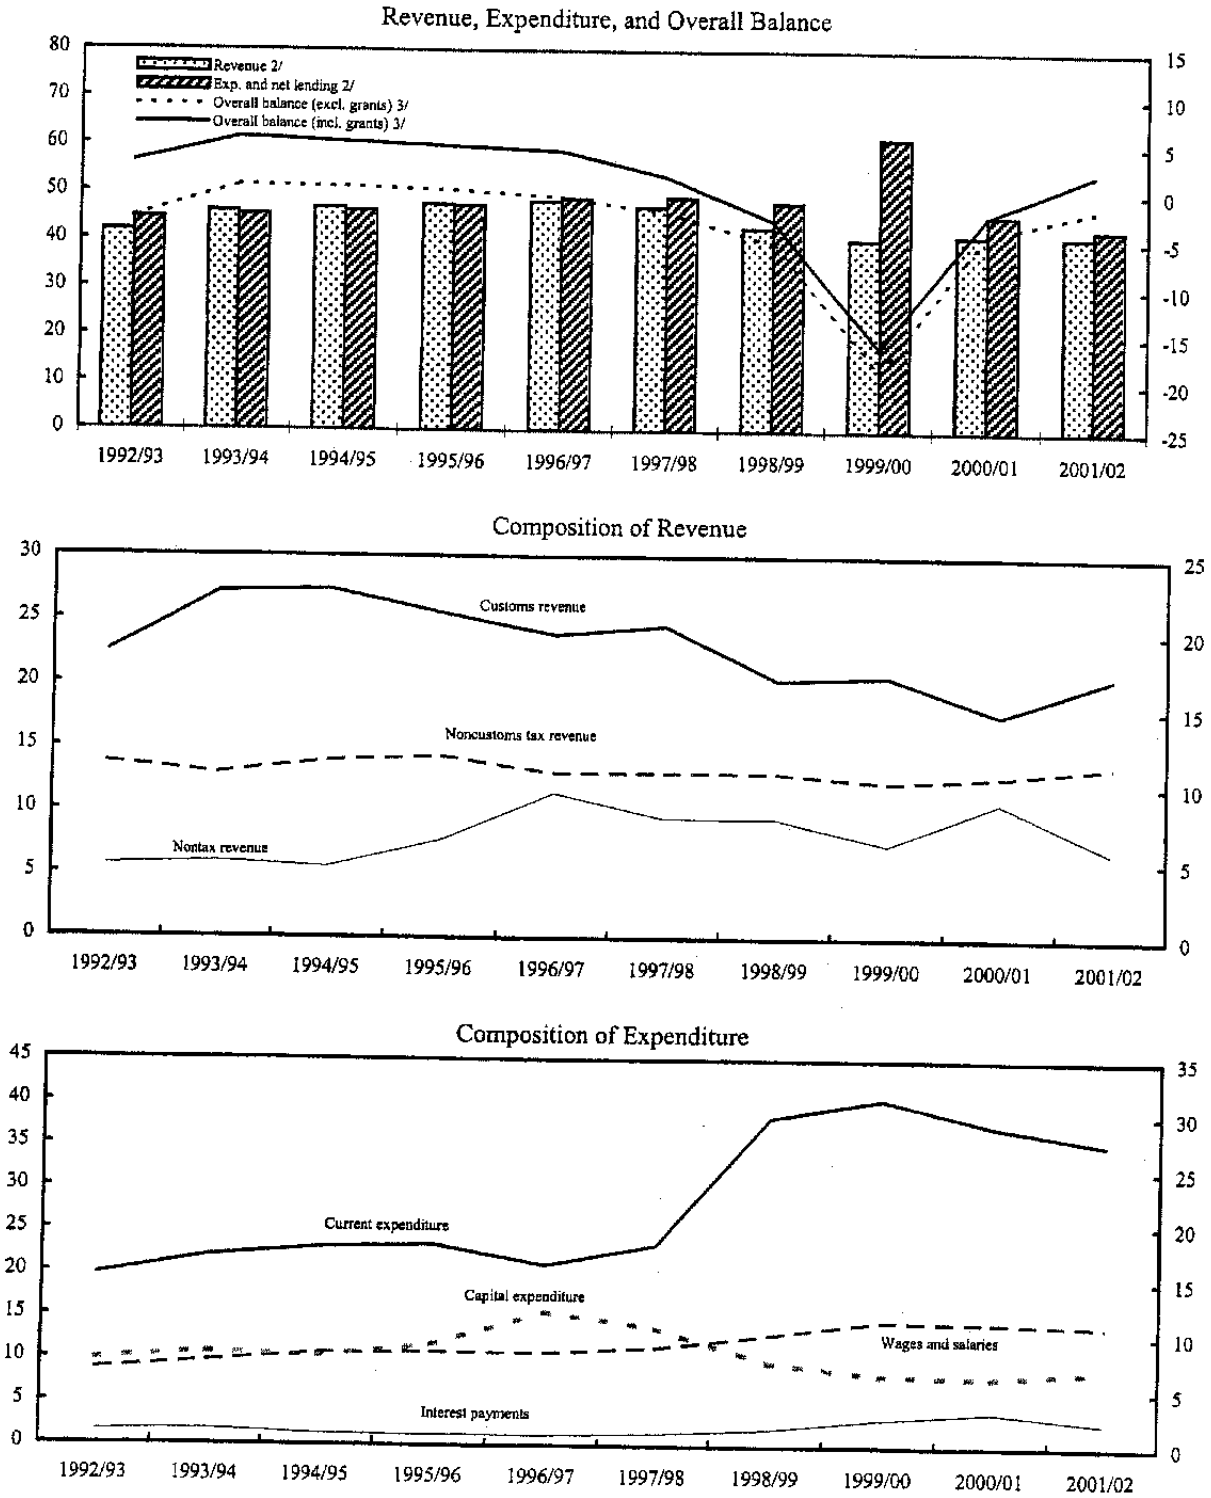 Revenue, Expenditure, and Overall Balance
80
70
60
50
40
30
20
10
0
Revenue 2/
Exp. and net lending 2/
Overall balance (excl. grants) 3/
Overall balance (incl. grants) 3/
15
10
5
0
-5
-10
-15
-20
-25
1992/93 1993/94 1994/95 1995/96 1996/97 1997/98 1998/99 1999/00 2000/01 2001/02
Composition of Revenue
30
25
20
15
10
5
0
Customs revenue
Noncustoms tax revenue
Nontax revenue
25
20
15
10
5
0
1992/93 1993/94 1994/95 1995/96 1996/97 1997/98 1998/99 1999/00 2000/01 2001/02
Composition of Expenditure
45
40
35
30
25
20
15
10
5
0
Current expenditure
Capital expenditure
Wages and salaries
Interest payments
35
30
25
20
15
10
5
0
1992/93 1993/94 1994/95 1995/96 1996/97 1997/98 1998/99 1999/00 2000/01 2001/02